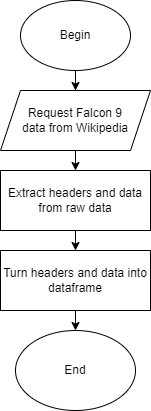 Begin
Request Falcon 9
data from Wikipedia
Extract headers and data
from raw data
Turn headers and data into
dataframe
End